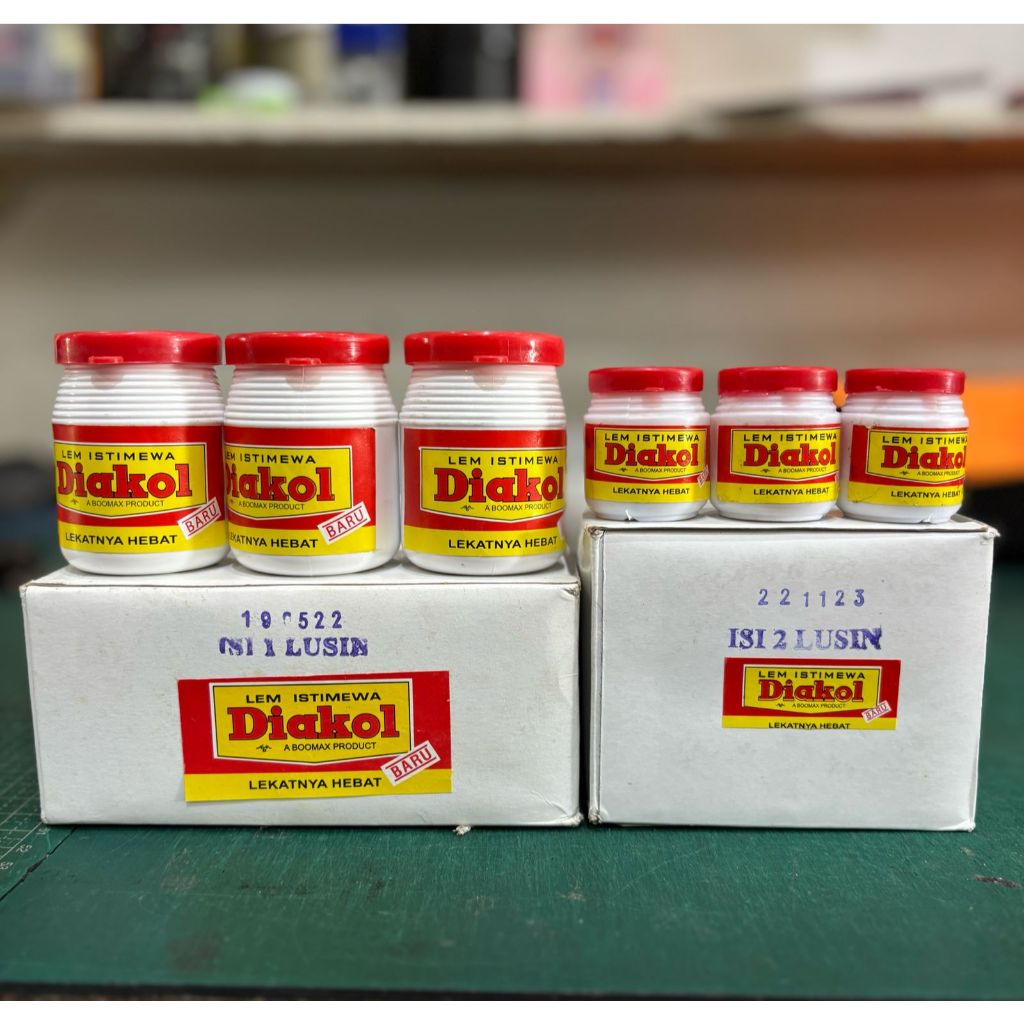 LEM ISTIMEWA
Diakol
A BOOMAX PRODUCT
BARU
LEKATNYA HEBAT
LEM ISTIMEWA
Diakol
A BOOMAX PRODUCT
BARU
LEKATNYA HEBAT
LEM ISTIMEWA
Diakol
A BOOMAX PRODUCT
LEKATNYA HEBAT
LEM ISTIMEWA
Diakol
A BOOMAX PRODUCT
BARU
LEKATNYA HEBAT
LEM ISTIMEWA
Diakol
A BOOMAX PRODUCT
LEKATNYA HEBAT
LEM ISTIMEWA
Diakol
A BOOMAX PRODUCT
LEKATNYA HEBAT
ISI 1 LUSIN
LEM ISTIMEWA
Diakol
A BOOMAX PRODUCT
BARU
LEKATNYA HEBAT
221123
ISI 2 LUSIN
LEM ISTIMEWA
Diakol
A BOOMAX PRODUCT
BARU
LEKATNYA HEBAT